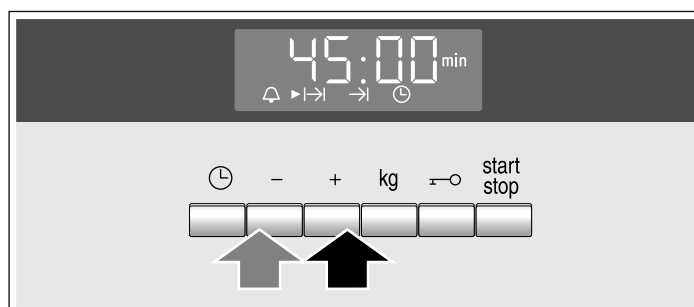 45:00 min
− + kg start
stop